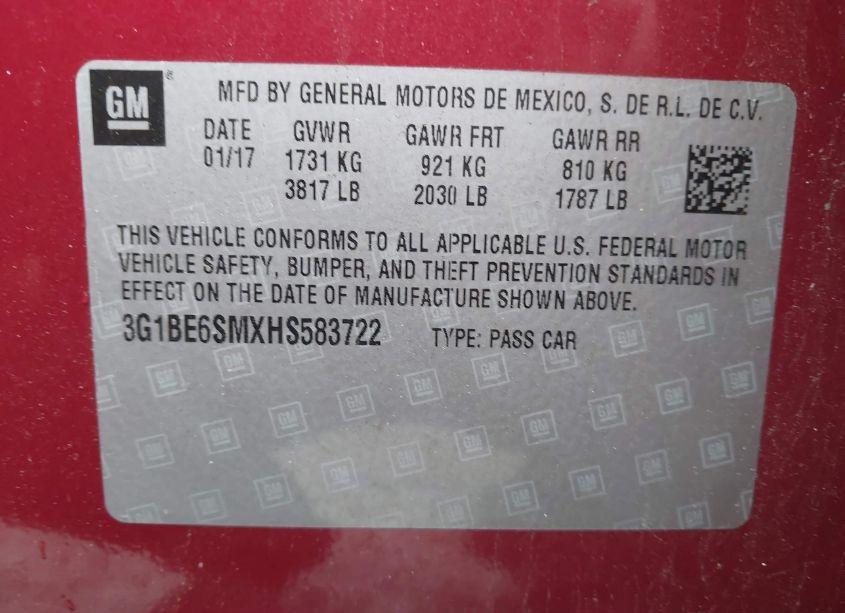 GM
MFD BY GENERAL MOTORS DE MEXICO, S. DE R.L. DE C.V.
DATE GVWR GAWR FRT GAWR RR
01/17 1731 KG 921 KG 810 KG
3817 LB 2030 LB 1787 LB
THIS VEHICLE CONFORMS TO ALL APPLICABLE U.S. FEDERAL MOTOR
VEHICLE SAFETY, BUMPER, AND THEFT PREVENTION STANDARDS IN
EFFECT ON THE DATE OF MANUFACTURE SHOWN ABOVE.
3G1BE6SMXHS583722 TYPE: PASS CAR